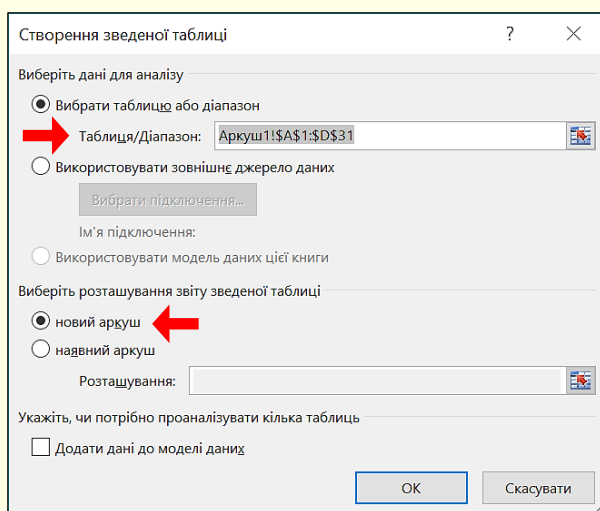 Створення зведеної таблиці
?
Виберіть дані для аналізу
Вибрати таблицю або діапазон
Таблиця/Діапазон: Аркуш1!$A$1:$D$31
Використовувати зовнішнє джерело даних
Вибрати підключення...
Ім'я підключення:
Використовувати модель даних цієї книги
Виберіть розташування звіту зведеної таблиці
новий аркуш
наявний аркуш
Розташування:
Укажіть, чи потрібно проаналізувати кілька таблиць
Додати дані до моделі даних
ОК Скасувати